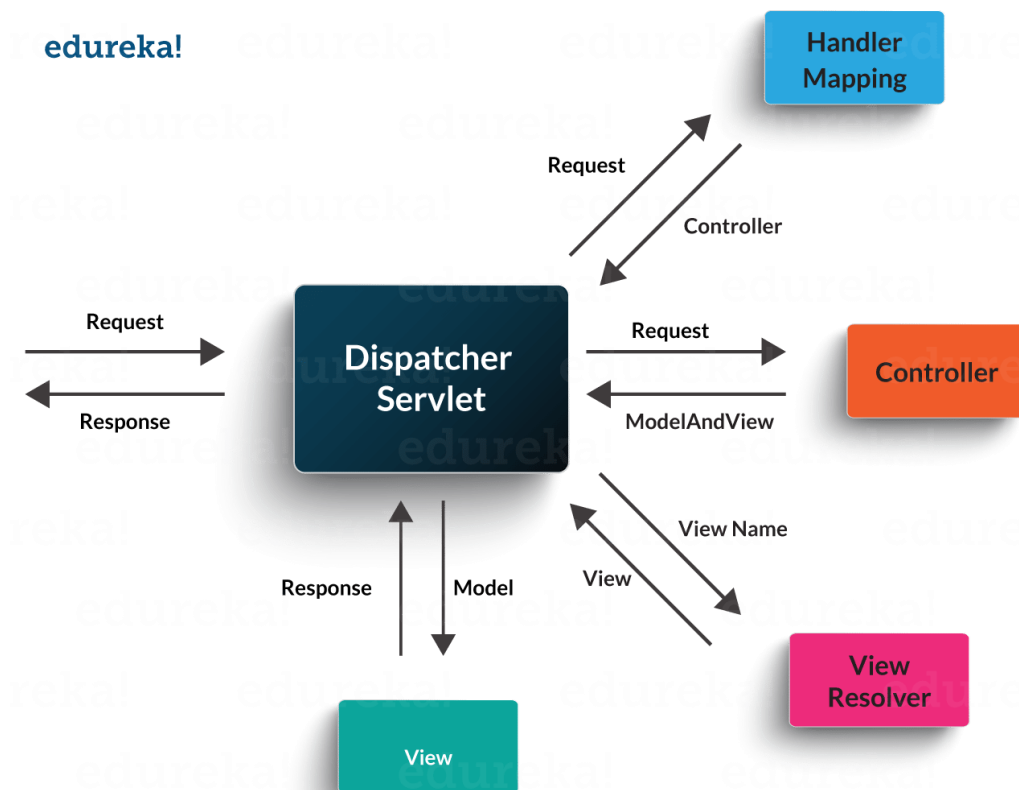 edureka!
Handler
Mapping
Request
Controller
Request
Response
Dispatcher
Servlet
Request
ModelAndView
Controller
View Name
View
Response
Model
View
Resolver
View